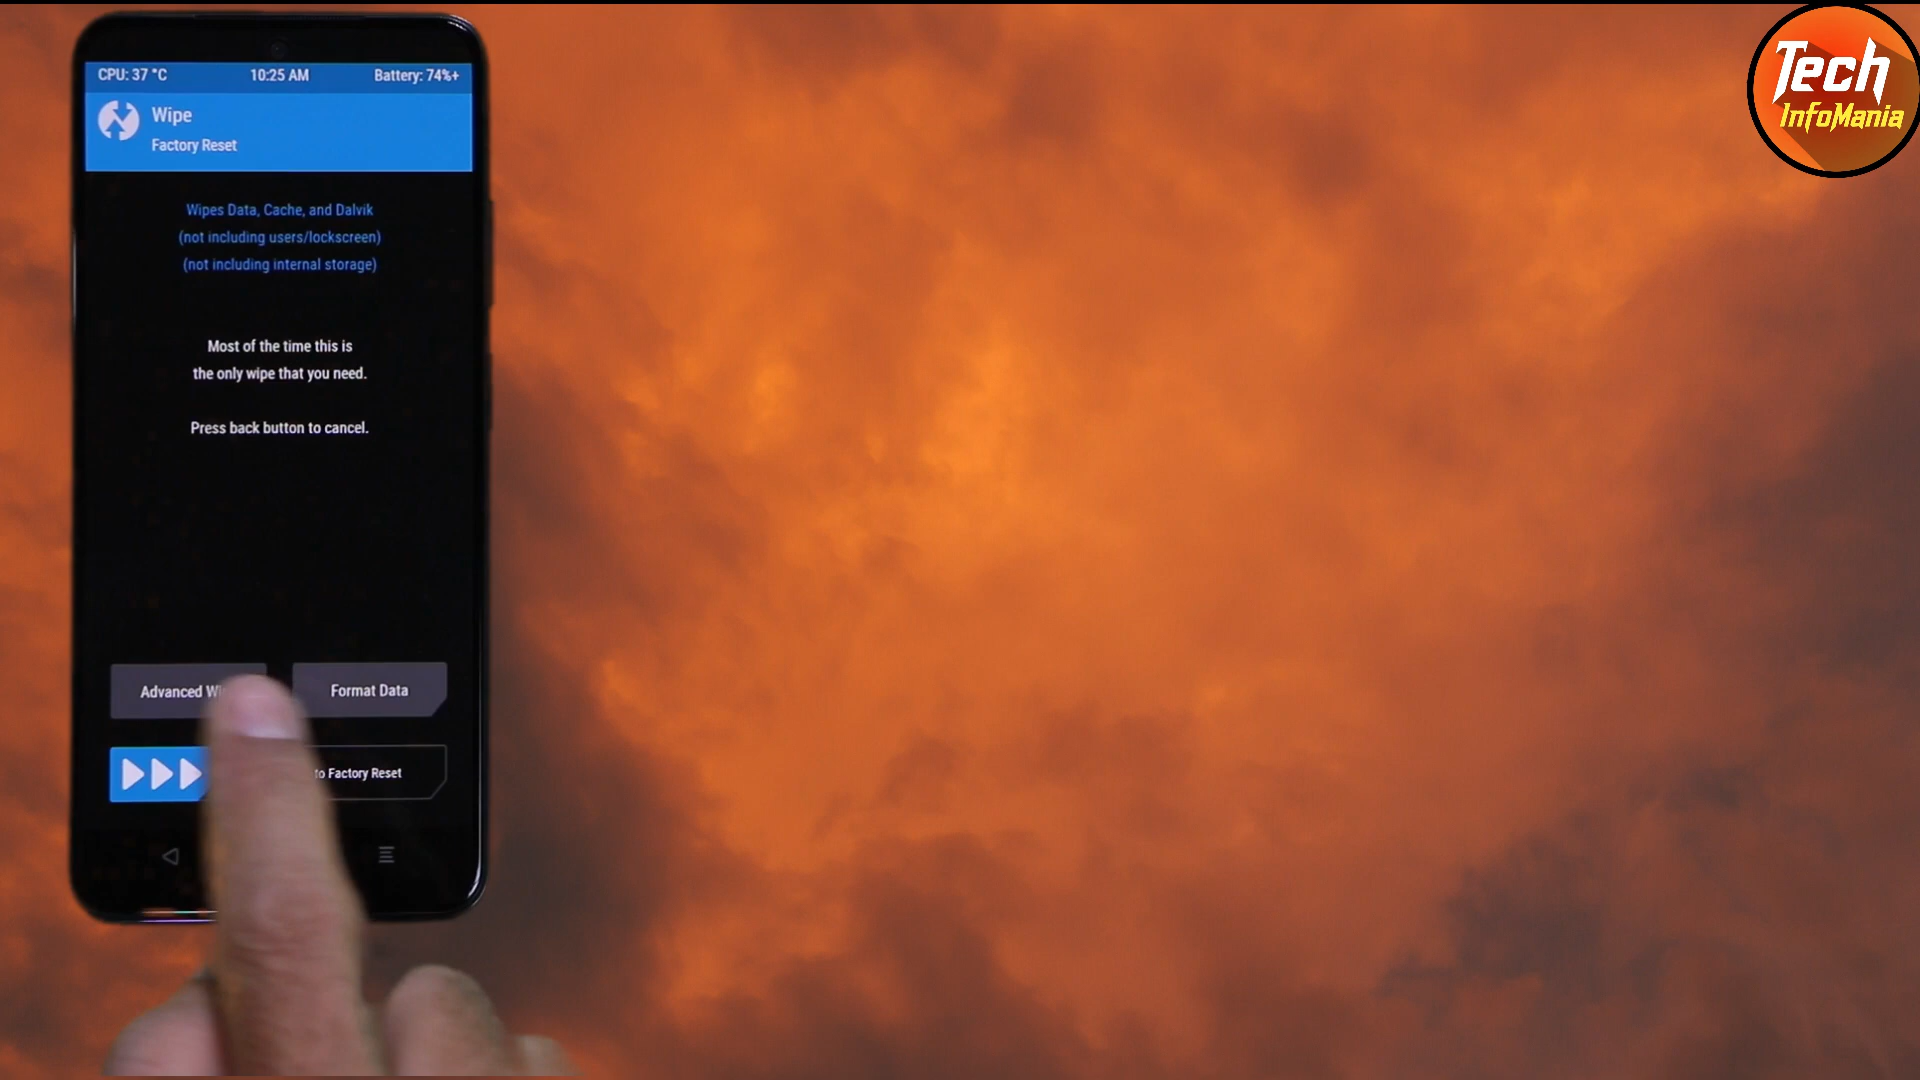 CPU: 37 °C 10:25 AM Battery: 74%+
Wipe
Factory Reset
Wipes Data, Cache, and Dalvik
(not including users/lockscreen)
(not including internal storage)
Most of the time this is
the only wipe that you need.
Press back button to cancel.
Advanced
Format Data
to Factory Reset
Tech
InfoMania